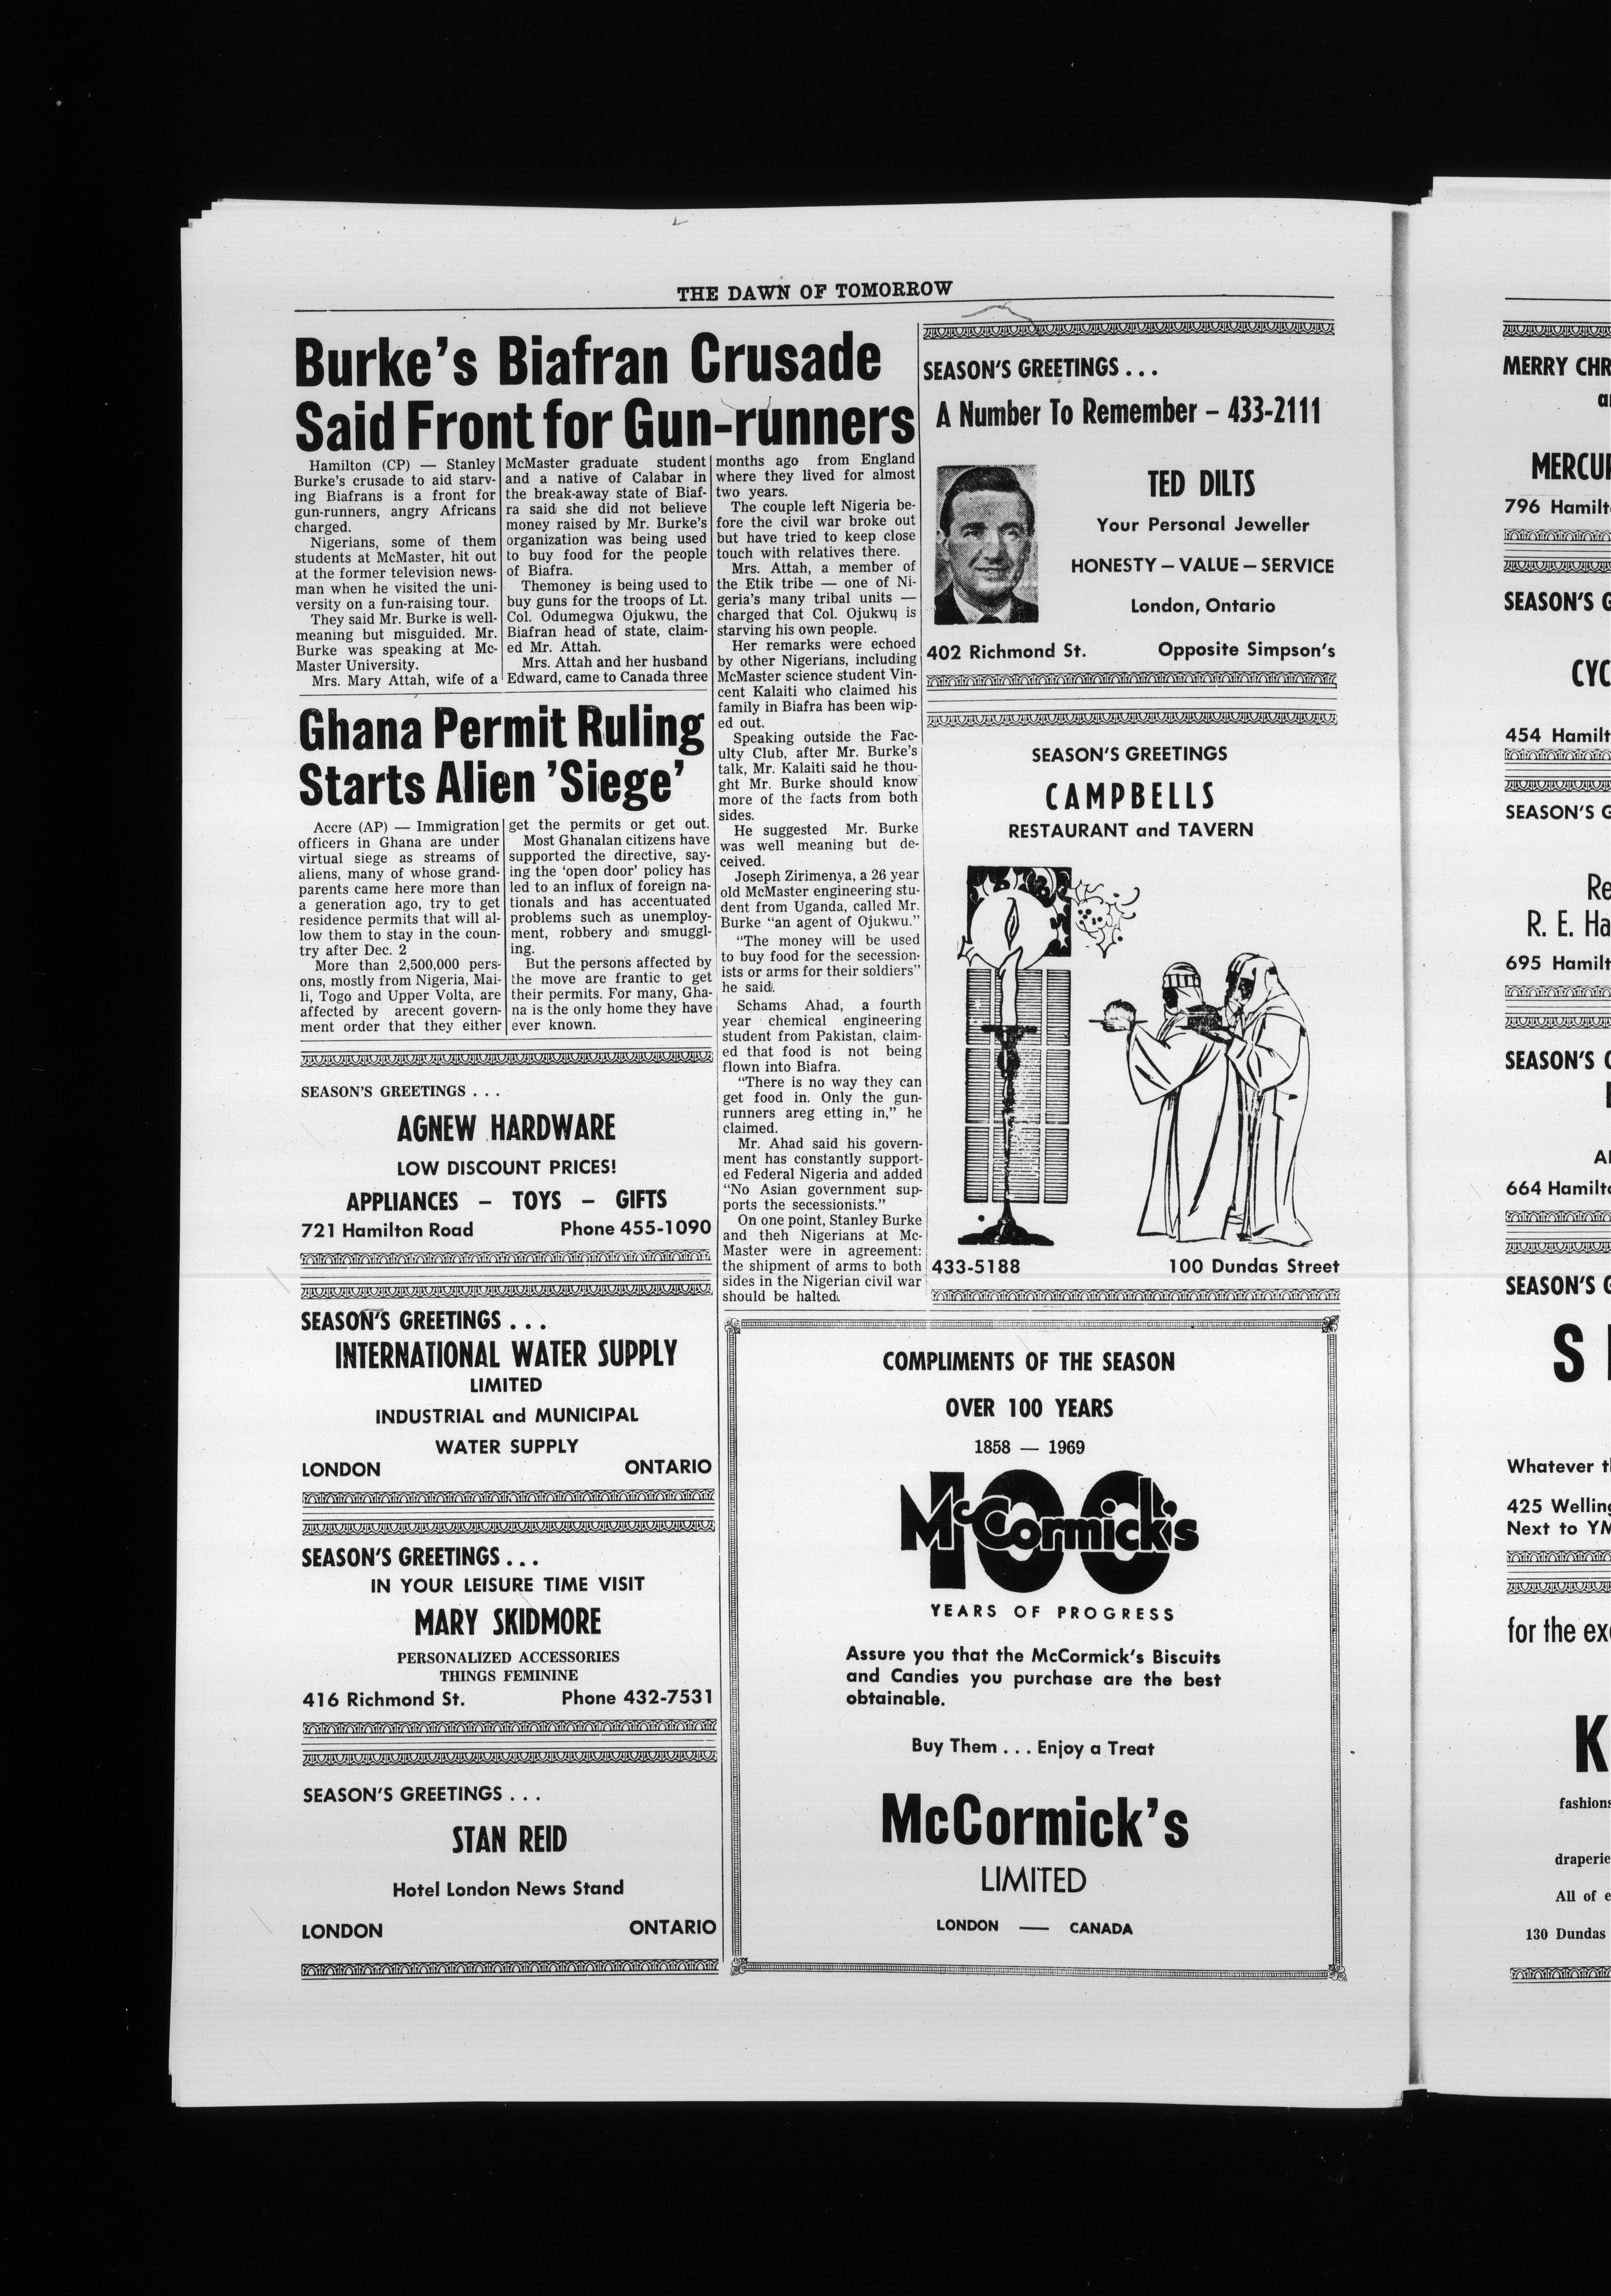 THE DAWN OF TOMORROW
Burke's Biafran Crusade
Said Front for Gun-runners
Hamilton (CP) — Stanley
Burke's crusade to aid starv-
ing Biafrans is a front for
gun-runners, angry Africans
charged.
Nigerians, some of them
students at McMaster, hit out
at the former television news-
man when he visited the uni-
versity on a fun-raising tour.
They said Mr. Burke is well-
meaning but misguided. Mr.
Burke was speaking at Mc-
Master University.
Mrs. Mary Attah, wife of a
McMaster graduate student
and a native of Calabar in
the break-away state of Biaf-
ra said she did not believe
money raised by Mr. Burke's
organization was being used
to buy food for the people
of Biafra.
Themoney is being used to
buy guns for the troops of Lt.
Col. Odumegwa Ojukwu, the
Biafran head of state, claim-
ed Mr. Attah.
Mrs. Attah and her husband
Edward, came to Canada three
months ago from England
where they lived for almost
two years.
The couple left Nigeria be-
fore the civil war broke out
but have tried to keep close
touch with relatives there.
Mrs. Attah, a member of
the Etik tribe — one of Ni-
geria's many tribal units —
charged that Col. Ojukwu is
starving his own people.
Her remarks were echoed
by other Nigerians, including
McMaster science student Vin-
cent Kalaiti who claimed his
family in Biafra has been wip-
ed out.
Speaking outside the Fac-
ulty Club, after Mr. Burke's
talk, Mr. Kalaiti said he thou-
ght Mr. Burke should know
more of the facts from both
sides.
He suggested Mr. Burke
was well meaning but de-
ceived.
Joseph Zirimenya, a 26 year
old McMaster engineering stu-
dent from Uganda, called Mr.
Burke "an agent of Ojukwu."
"The money will be used
to buy food for the secession-
ists or arms for their soldiers"
he said.
Schams Ahad, a fourth
year chemical engineering
student from Pakistan, claim-
ed that food is not being
flown into Biafra.
"There is no way they can
get food in. Only the gun-
runners areg etting in," he
claimed.
Mr. Ahad said his govern-
ment has constantly support-
ed Federal Nigeria and added
"No Asian government sup-
ports the secessionists."
On one point, Stanley Burke
and theh Nigerians at Mc-
Master were in agreement:
the shipment of arms to both
sides in the Nigerian civil war
should be halted.
Ghana Permit Ruling
Starts Alien 'Siege'
Accre (AP) — Immigration
officers in Ghana are under
virtual siege as streams of
aliens, many of whose grand-
parents came here more than
a generation ago, try to get
residence permits that will al-
low them to stay in the coun-
try after Dec. 2
More than 2,500,000 pers-
ons, mostly from Nigeria, Mai-
li, Togo and Upper Volta, are
affected by arecent govern-
ment order that they either
get the permits or get out.
Most Ghanalan citizens have
supported the directive, say-
ing the 'open door' policy has
led to an influx of foreign na-
tionals and has accentuated
problems such as unemploy-
ment, robbery and smuggl-
ing.
But the persons affected by
the move are frantic to get
their permits. For many, Gha-
na is the only home they have
ever known.
SEASON'S GREETINGS . . .
AGNEW HARDWARE
LOW DISCOUNT PRICES!
APPLIANCES – TOYS – GIFTS
721 Hamilton Road Phone 455-1090
SEASON'S GREETINGS . . .
INTERNATIONAL WATER SUPPLY
LIMITED
INDUSTRIAL and MUNICIPAL
WATER SUPPLY
LONDON ONTARIO
SEASON'S GREETINGS . . .
IN YOUR LEISURE TIME VISIT
MARY SKIDMORE
PERSONALIZED ACCESSORIES
THINGS FEMININE
416 Richmond St. Phone 432-7531
SEASON'S GREETINGS . . .
STAN REID
Hotel London News Stand
LONDON ONTARIO
SEASON'S GREETINGS . . .
A Number To Remember – 433-2111
TED DILTS
Your Personal Jeweller
HONESTY – VALUE – SERVICE
London, Ontario
402 Richmond St. Opposite Simpson's
SEASON'S GREETINGS
CAMPBELLS
RESTAURANT and TAVERN
433-5188 100 Dundas Street
COMPLIMENTS OF THE SEASON
OVER 100 YEARS
1858 — 1969
100
McCormick's
YEARS OF PROGRESS
Assure you that the McCormick's Biscuits
and Candies you purchase are the best
obtainable.
Buy Them . . . Enjoy a Treat
McCormick's
LIMITED
LONDON — CANADA
MERRY CHR
MERCU
796 Hamilt
SEASON'S
CYC
454 Hamilt
SEASON'S
Re
R. E. Ha
695 Hamilt
SEASON'S
664 Hamilt
SEASON'S
S
Whatever t
425 Welling
Next to YM
for the ex
K
fashions
draperie
All of e
130 Dundas